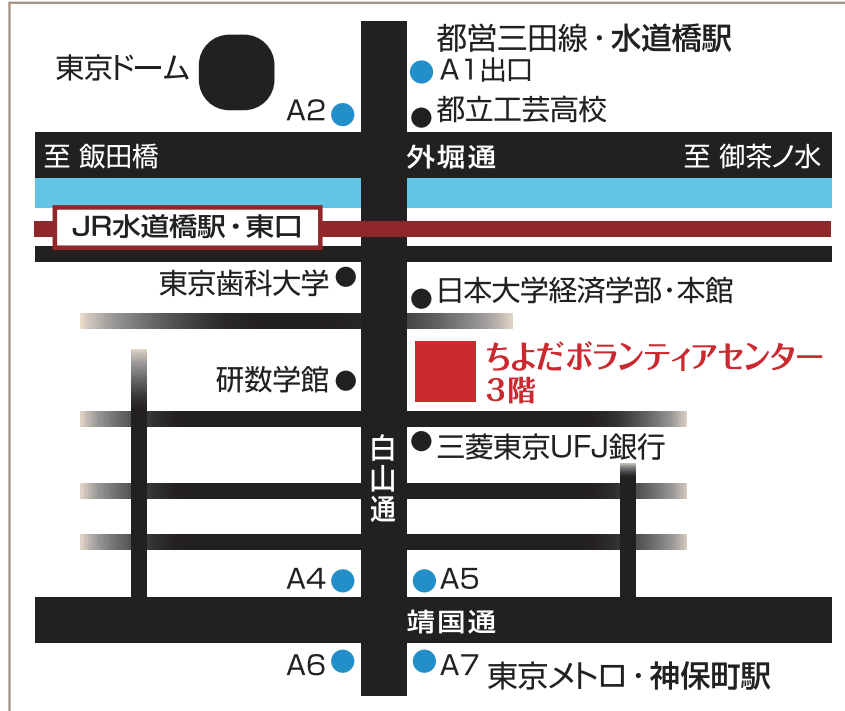 東京ドーム
都営三田線・水道橋駅
A1出口
A2
都立工芸高校
至 飯田橋
外堀通
至 御茶ノ水
JR水道橋駅・東口
東京歯科大学
日本大学経済学部・本館
研数学館
ちよだボランティアセンター
3階
白山通
三菱東京UFJ銀行
A4
A5
靖国通
A6
A7
東京メトロ・神保町駅